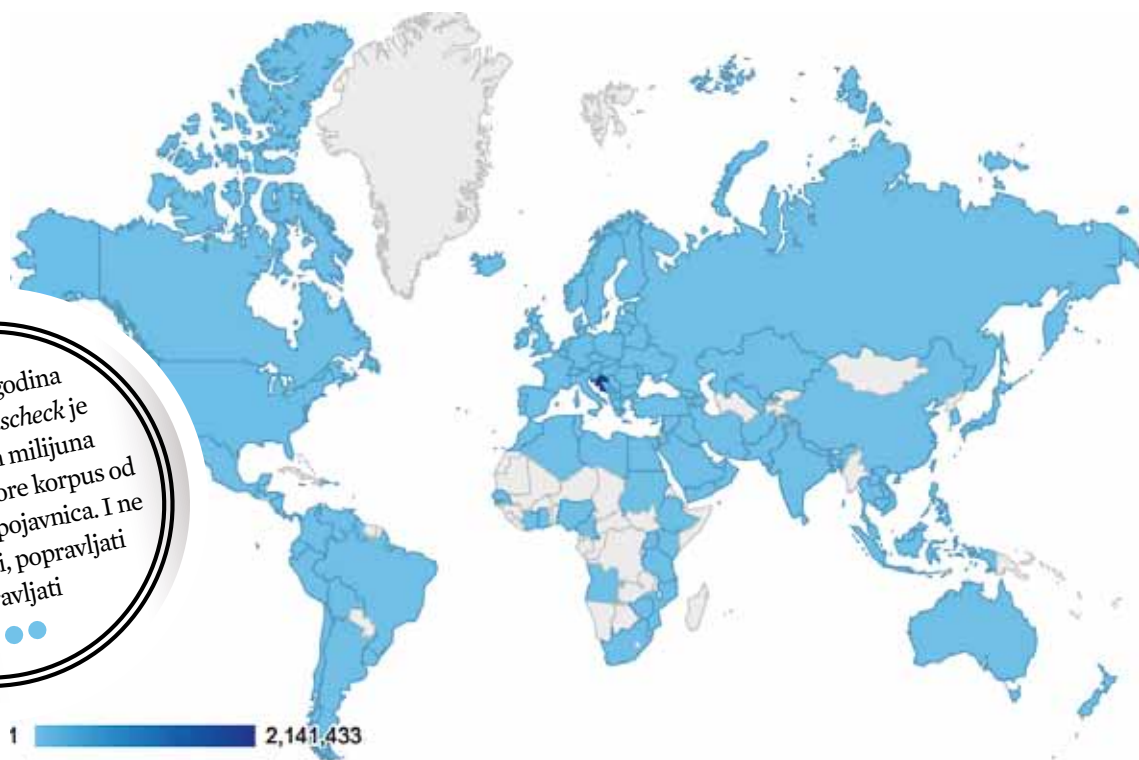 godina
scheck je
milijuna
ore korpus od
pojavnica. I ne
i, popravljati
avljati
1
2,141,433